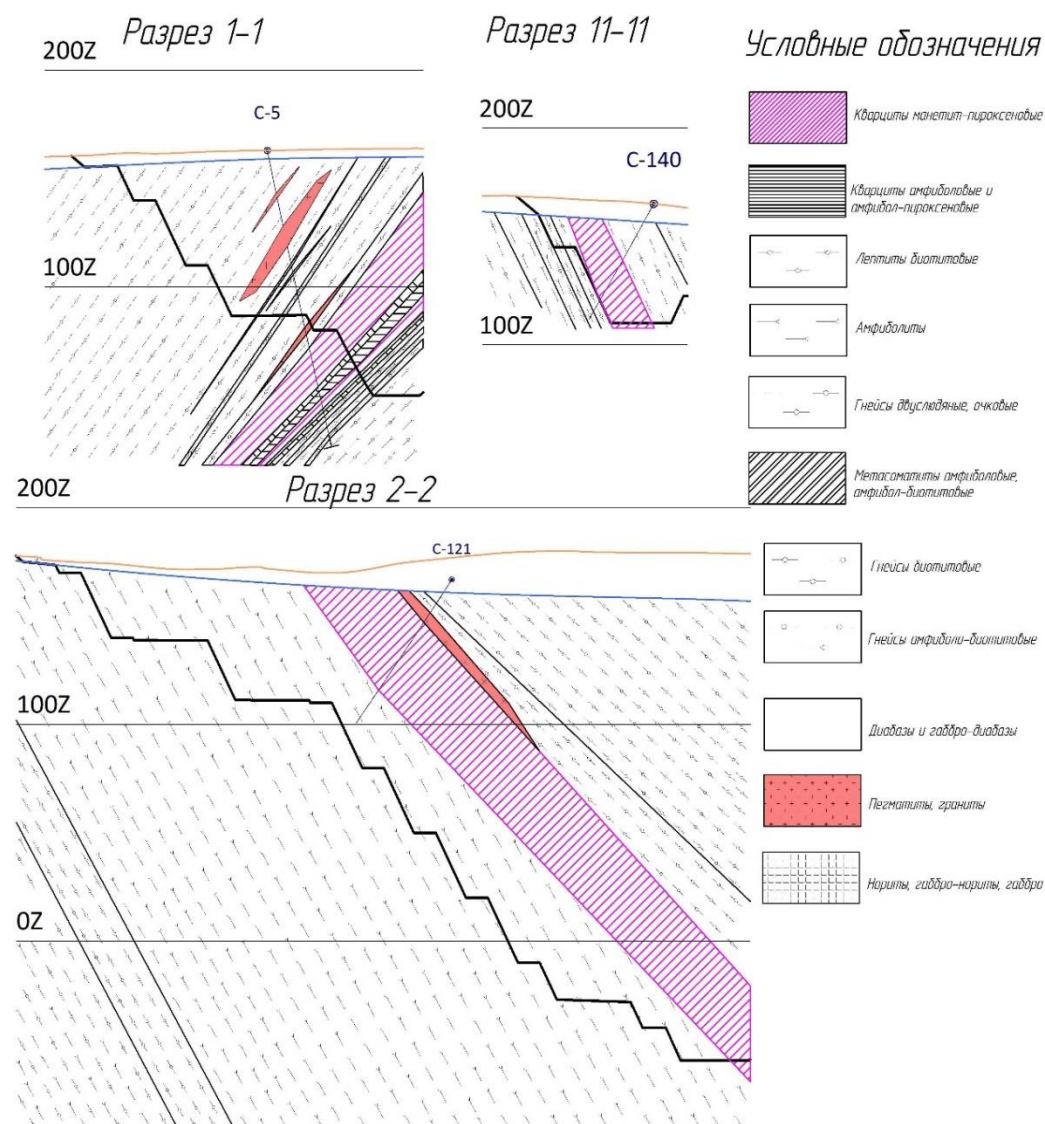 Разрез 1-1
200Z
С-5
100Z
Разрез 11-11
200Z
С-140
100Z
Разрез 2-2
200Z
С-121
100Z
0Z
Условные обозначения
Кварциты манетит-пироксеновые
Кварциты амфиболовые и
амфибол-пироксеновые
Лептиты биотитовые
Амфиболиты
Гнейсы двуслюдяные, очковые
Метасоматиты амфиболовые,
амфибол-биотитовые
Гнейсы биотитовые
Гнейсы амфиболо-биотитовые
Диабазы и габбро-диабазы
Пегматиты, граниты
Нориты, габбро-нориты, габбро